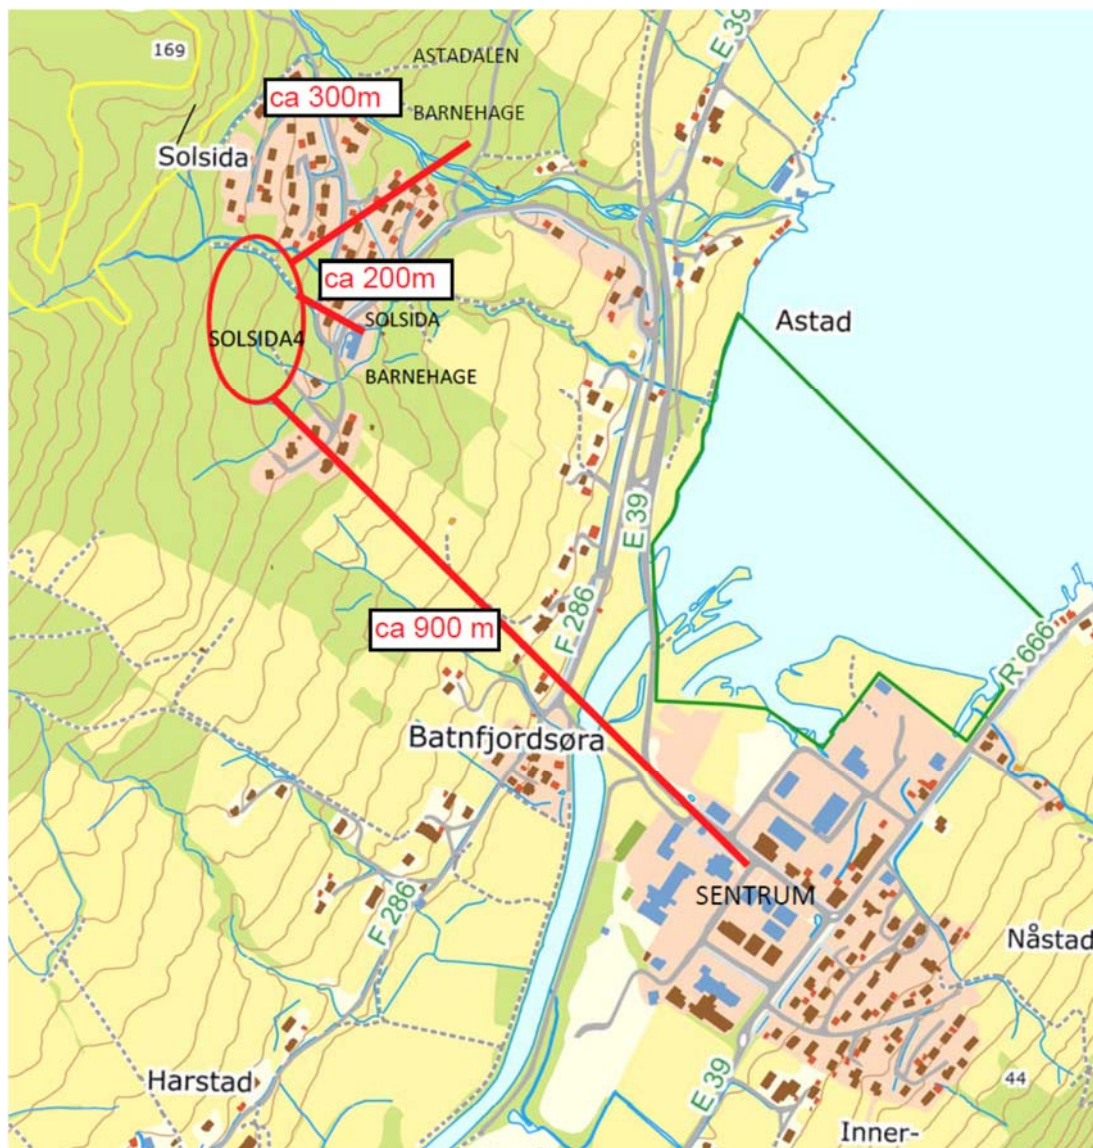 E 39
169
ASTADALEN
ca 300m
BARNEHAGE
Solsida
ca 200m
SOLSIDA
Astad
SOLSIDA4
BARNEHAGE
E 39
ca 900 m
F 286
R 666
Batnfjordsøra
SENTRUM
F 286
Nåstad
Harstad
44
E 39
Inner-